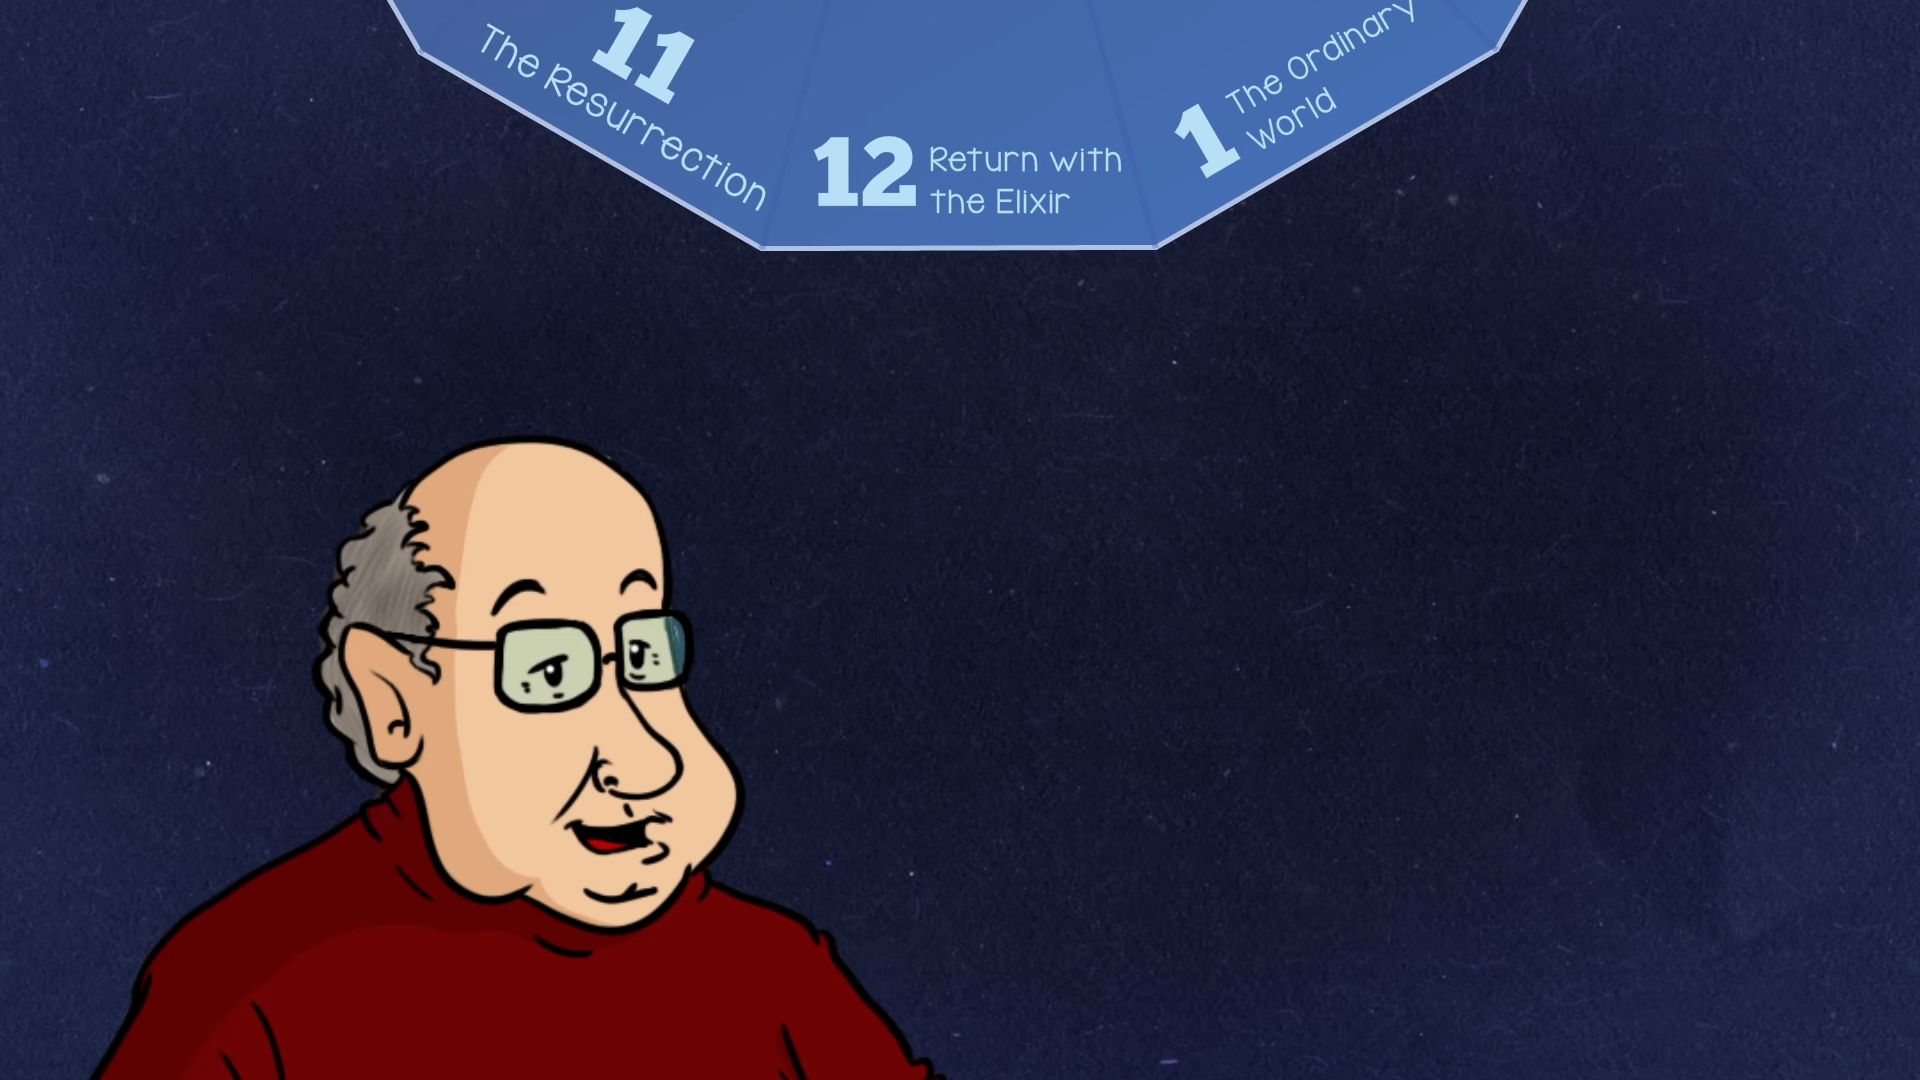 11
The Resurrection
12
Return with
the Elixir
1
The Ordinary
World